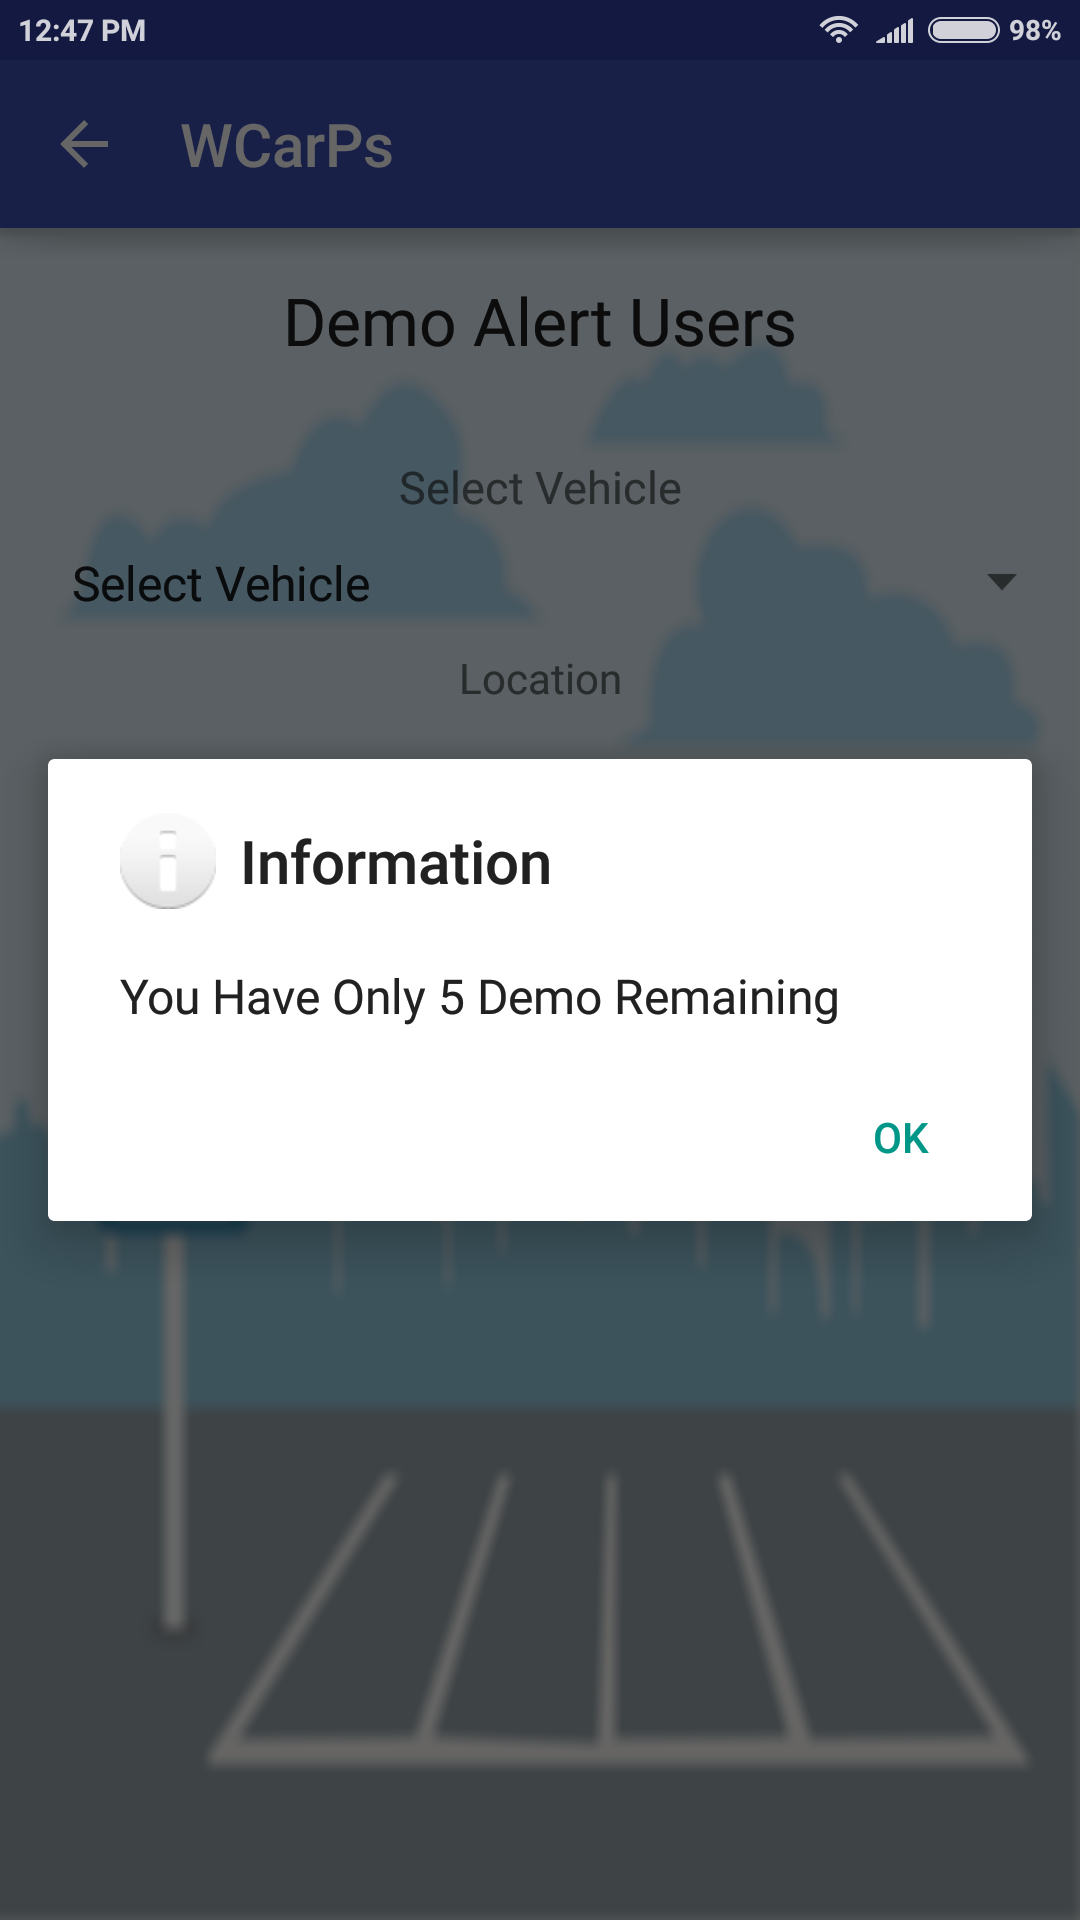 12:47 PM 98%
WCarPs
Demo Alert Users
Select Vehicle
Select Vehicle
Location
Information
You Have Only 5 Demo Remaining
OK